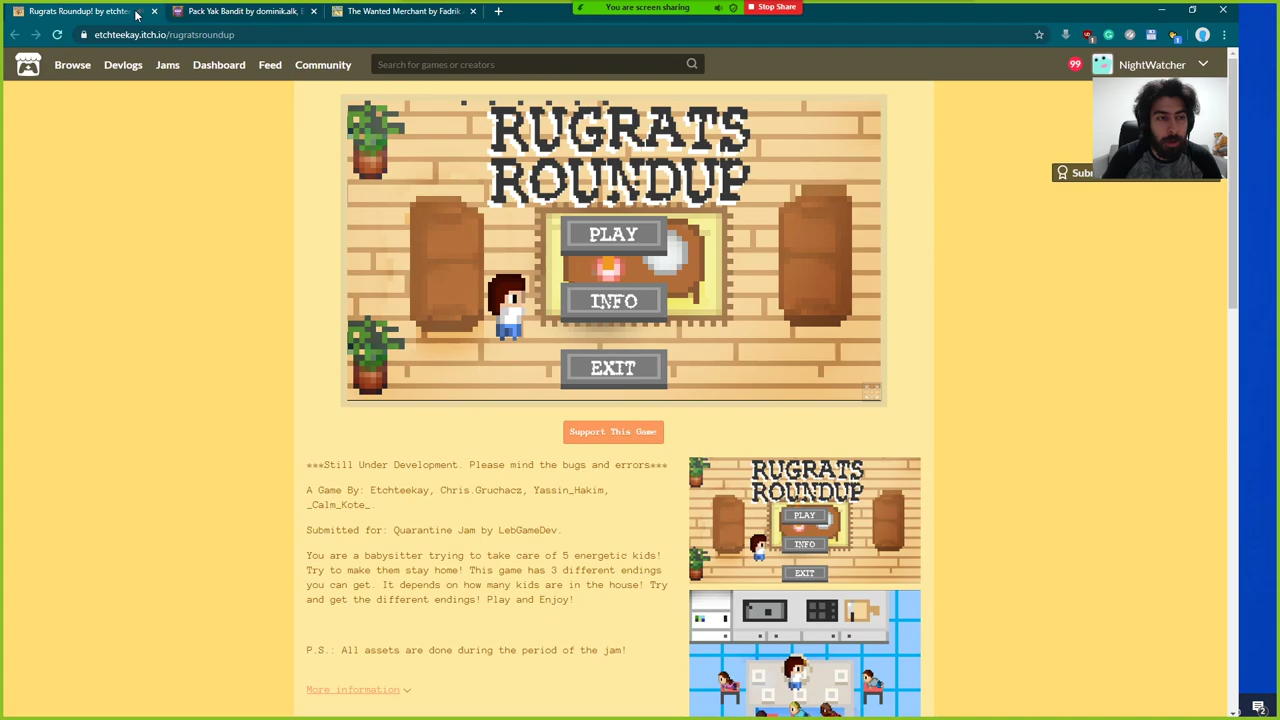 You are screen sharing
Stop Share
Rugrats Roundup! by etchtee
Pack Yak Bandit by dominikalk,
The Wanted Merchant by Fadrik
etchteekay.itch.io/rugratsroundup
Browse
Devlogs
Jams
Dashboard
Feed
Community
Search for games or creators
99
NightWatcher
Subm
RUGRATS
ROUNDUP
PLAY
INFO
EXIT
Support This Game
***Still Under Development. Please mind the bugs and errors***
A Game By: Etchteekay, Chris.Gruchacz, Yassin_Hakim,
_Calm_Kote_.
Submitted for: Quarantine Jam by LebGameDev.
You are a babysitter trying to take care of 5 energetic kids!
Try to make them stay home! This game has 3 different endings
you can get. It depends on how many kids are in the house! Try
and get the different endings! Play and Enjoy!
P.S.: All assets are done during the period of the jam!
More information
RUGRATS
ROUNDUP
PLAY
INFO
EXIT
2